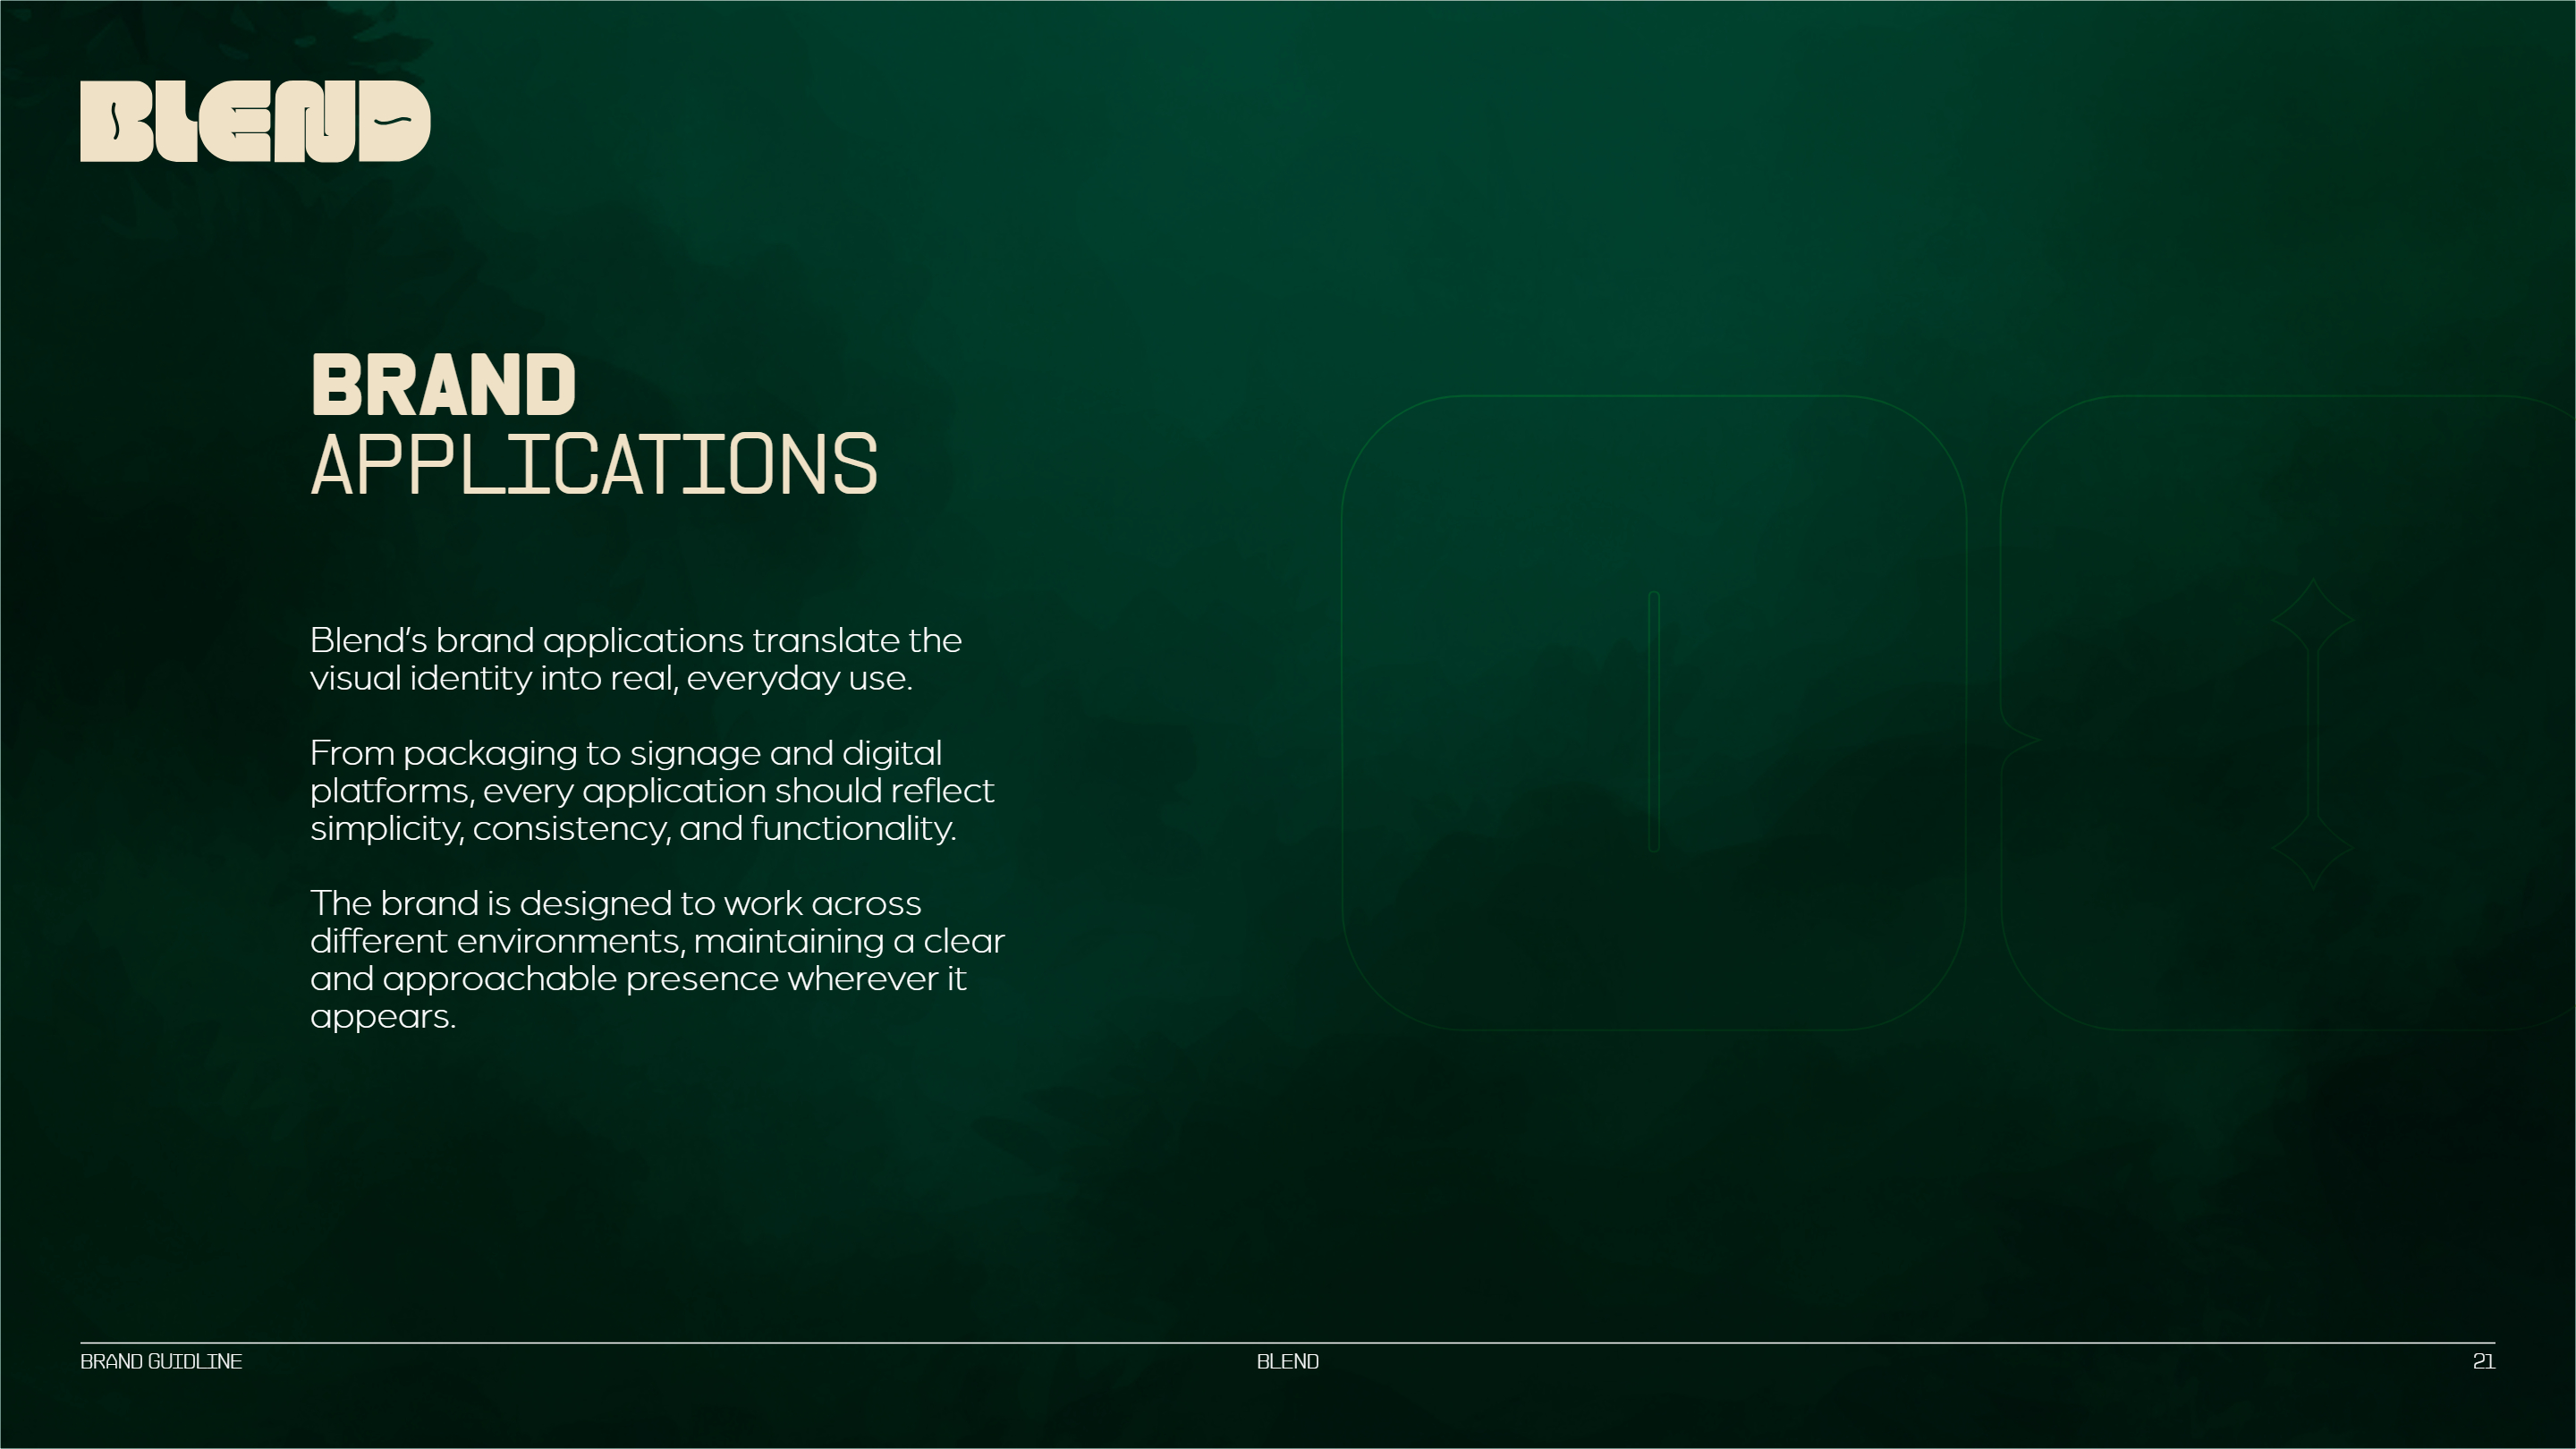 BLEND
BRAND
APPLICATIONS
Blend’s brand applications translate the
visual identity into real, everyday use.
From packaging to signage and digital
platforms, every application should reflect
simplicity, consistency, and functionality.
The brand is designed to work across
different environments, maintaining a clear
and approachable presence wherever it
appears.
BRAND GUIDLINE
BLEND
21